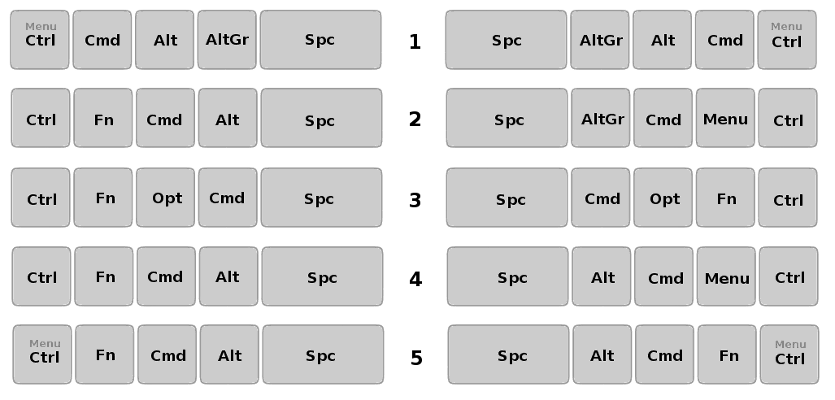 Menu
Ctrl Cmd Alt AltGr Spc 1 Spc AltGr Alt Cmd Menu
Ctrl
Ctrl Fn Cmd Alt Spc 2 Spc AltGr Cmd Menu Ctrl
Ctrl Fn Opt Cmd Spc 3 Spc Cmd Opt Fn Ctrl
Ctrl Fn Cmd Alt Spc 4 Spc Alt Cmd Menu Ctrl
Menu
Ctrl Fn Cmd Alt Spc 5 Spc Alt Cmd Fn Menu
Ctrl